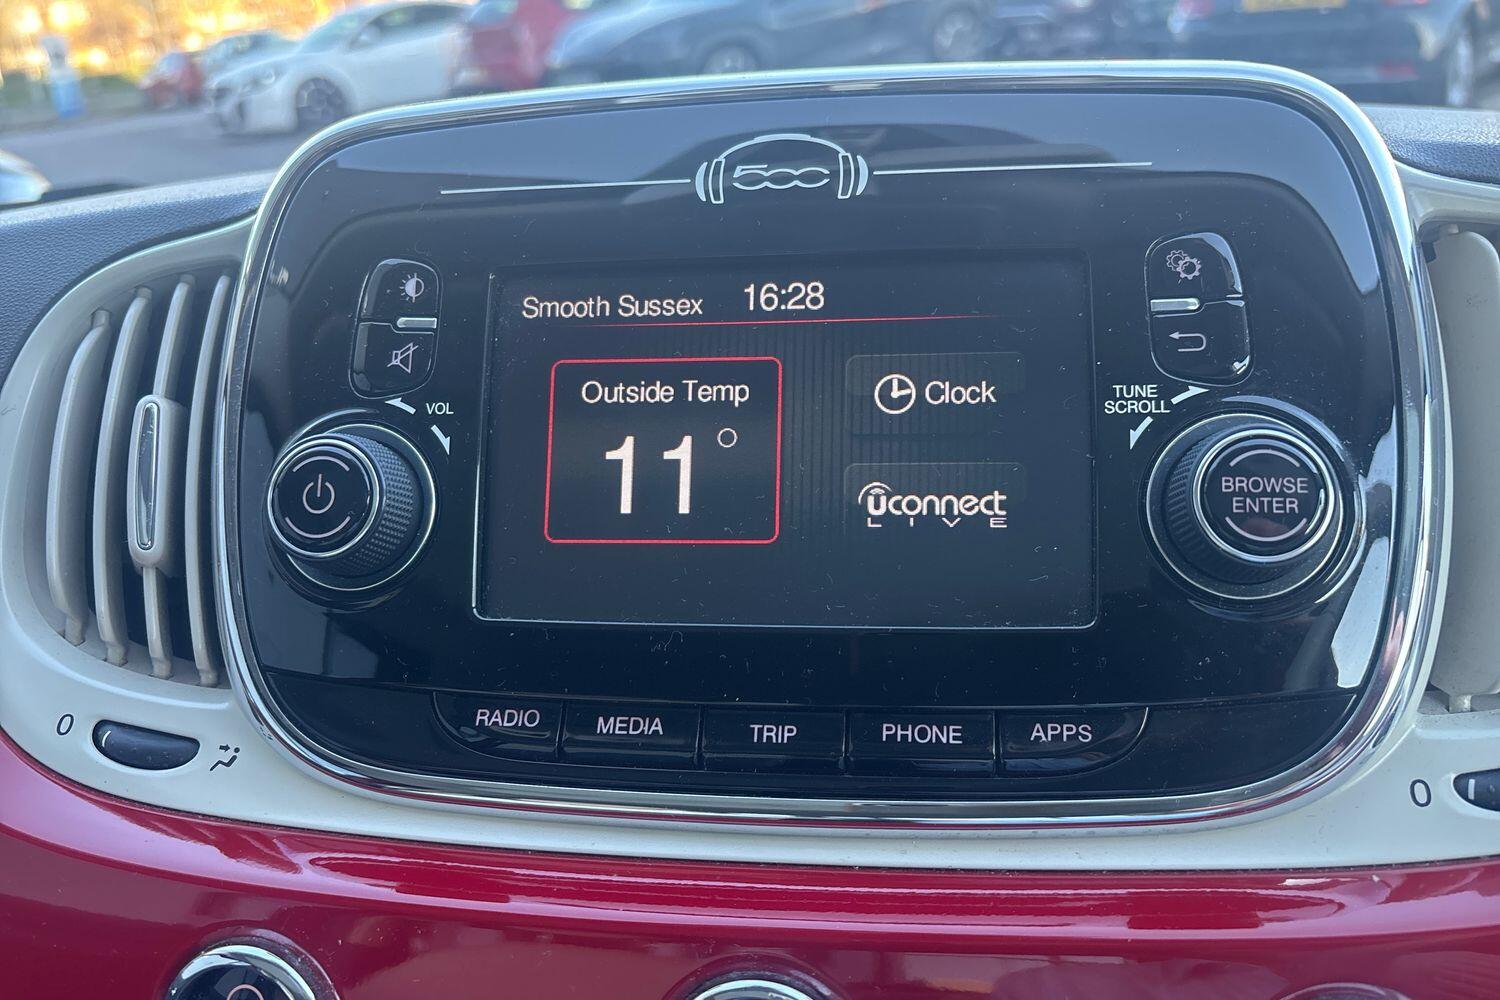 500
Smooth Sussex 16:28
Outside Temp
11°
Clock
uconnect
LIVE
VOL
TUNE
SCROLL
BROWSE
ENTER
RADIO
MEDIA
TRIP
PHONE
APPS
0
0